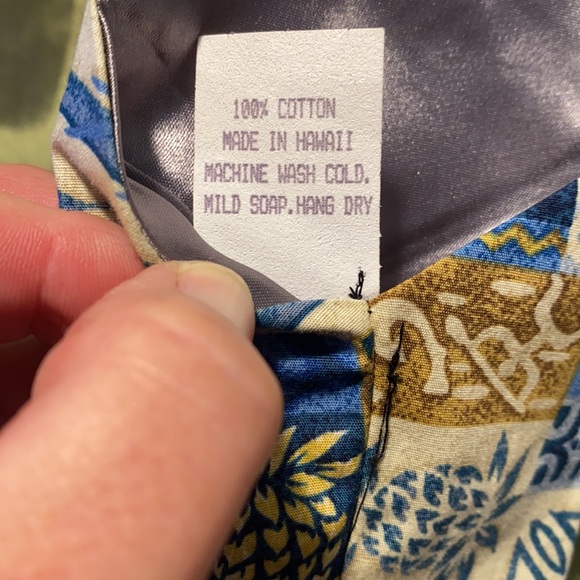 100% COTTON
MADE IN HAWAII
MACHINE WASH COLD.
MILD SOAP.HANG DRY